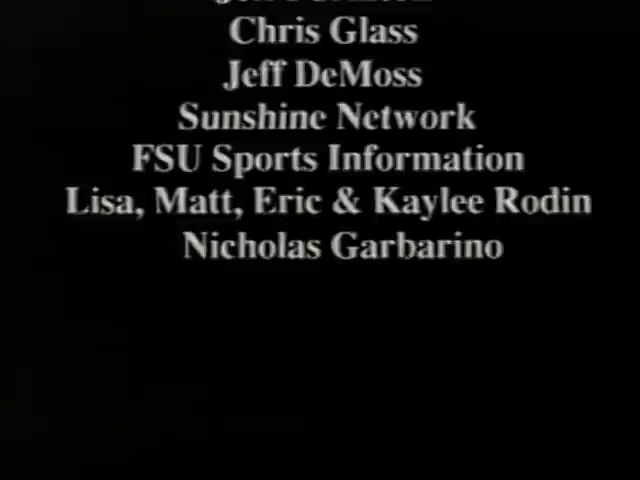 Chris Glass
Jeff DeMoss
Sunshine Network
FSU Sports Information
Lisa, Matt, Eric & Kaylee Rodin
Nicholas Garbarino